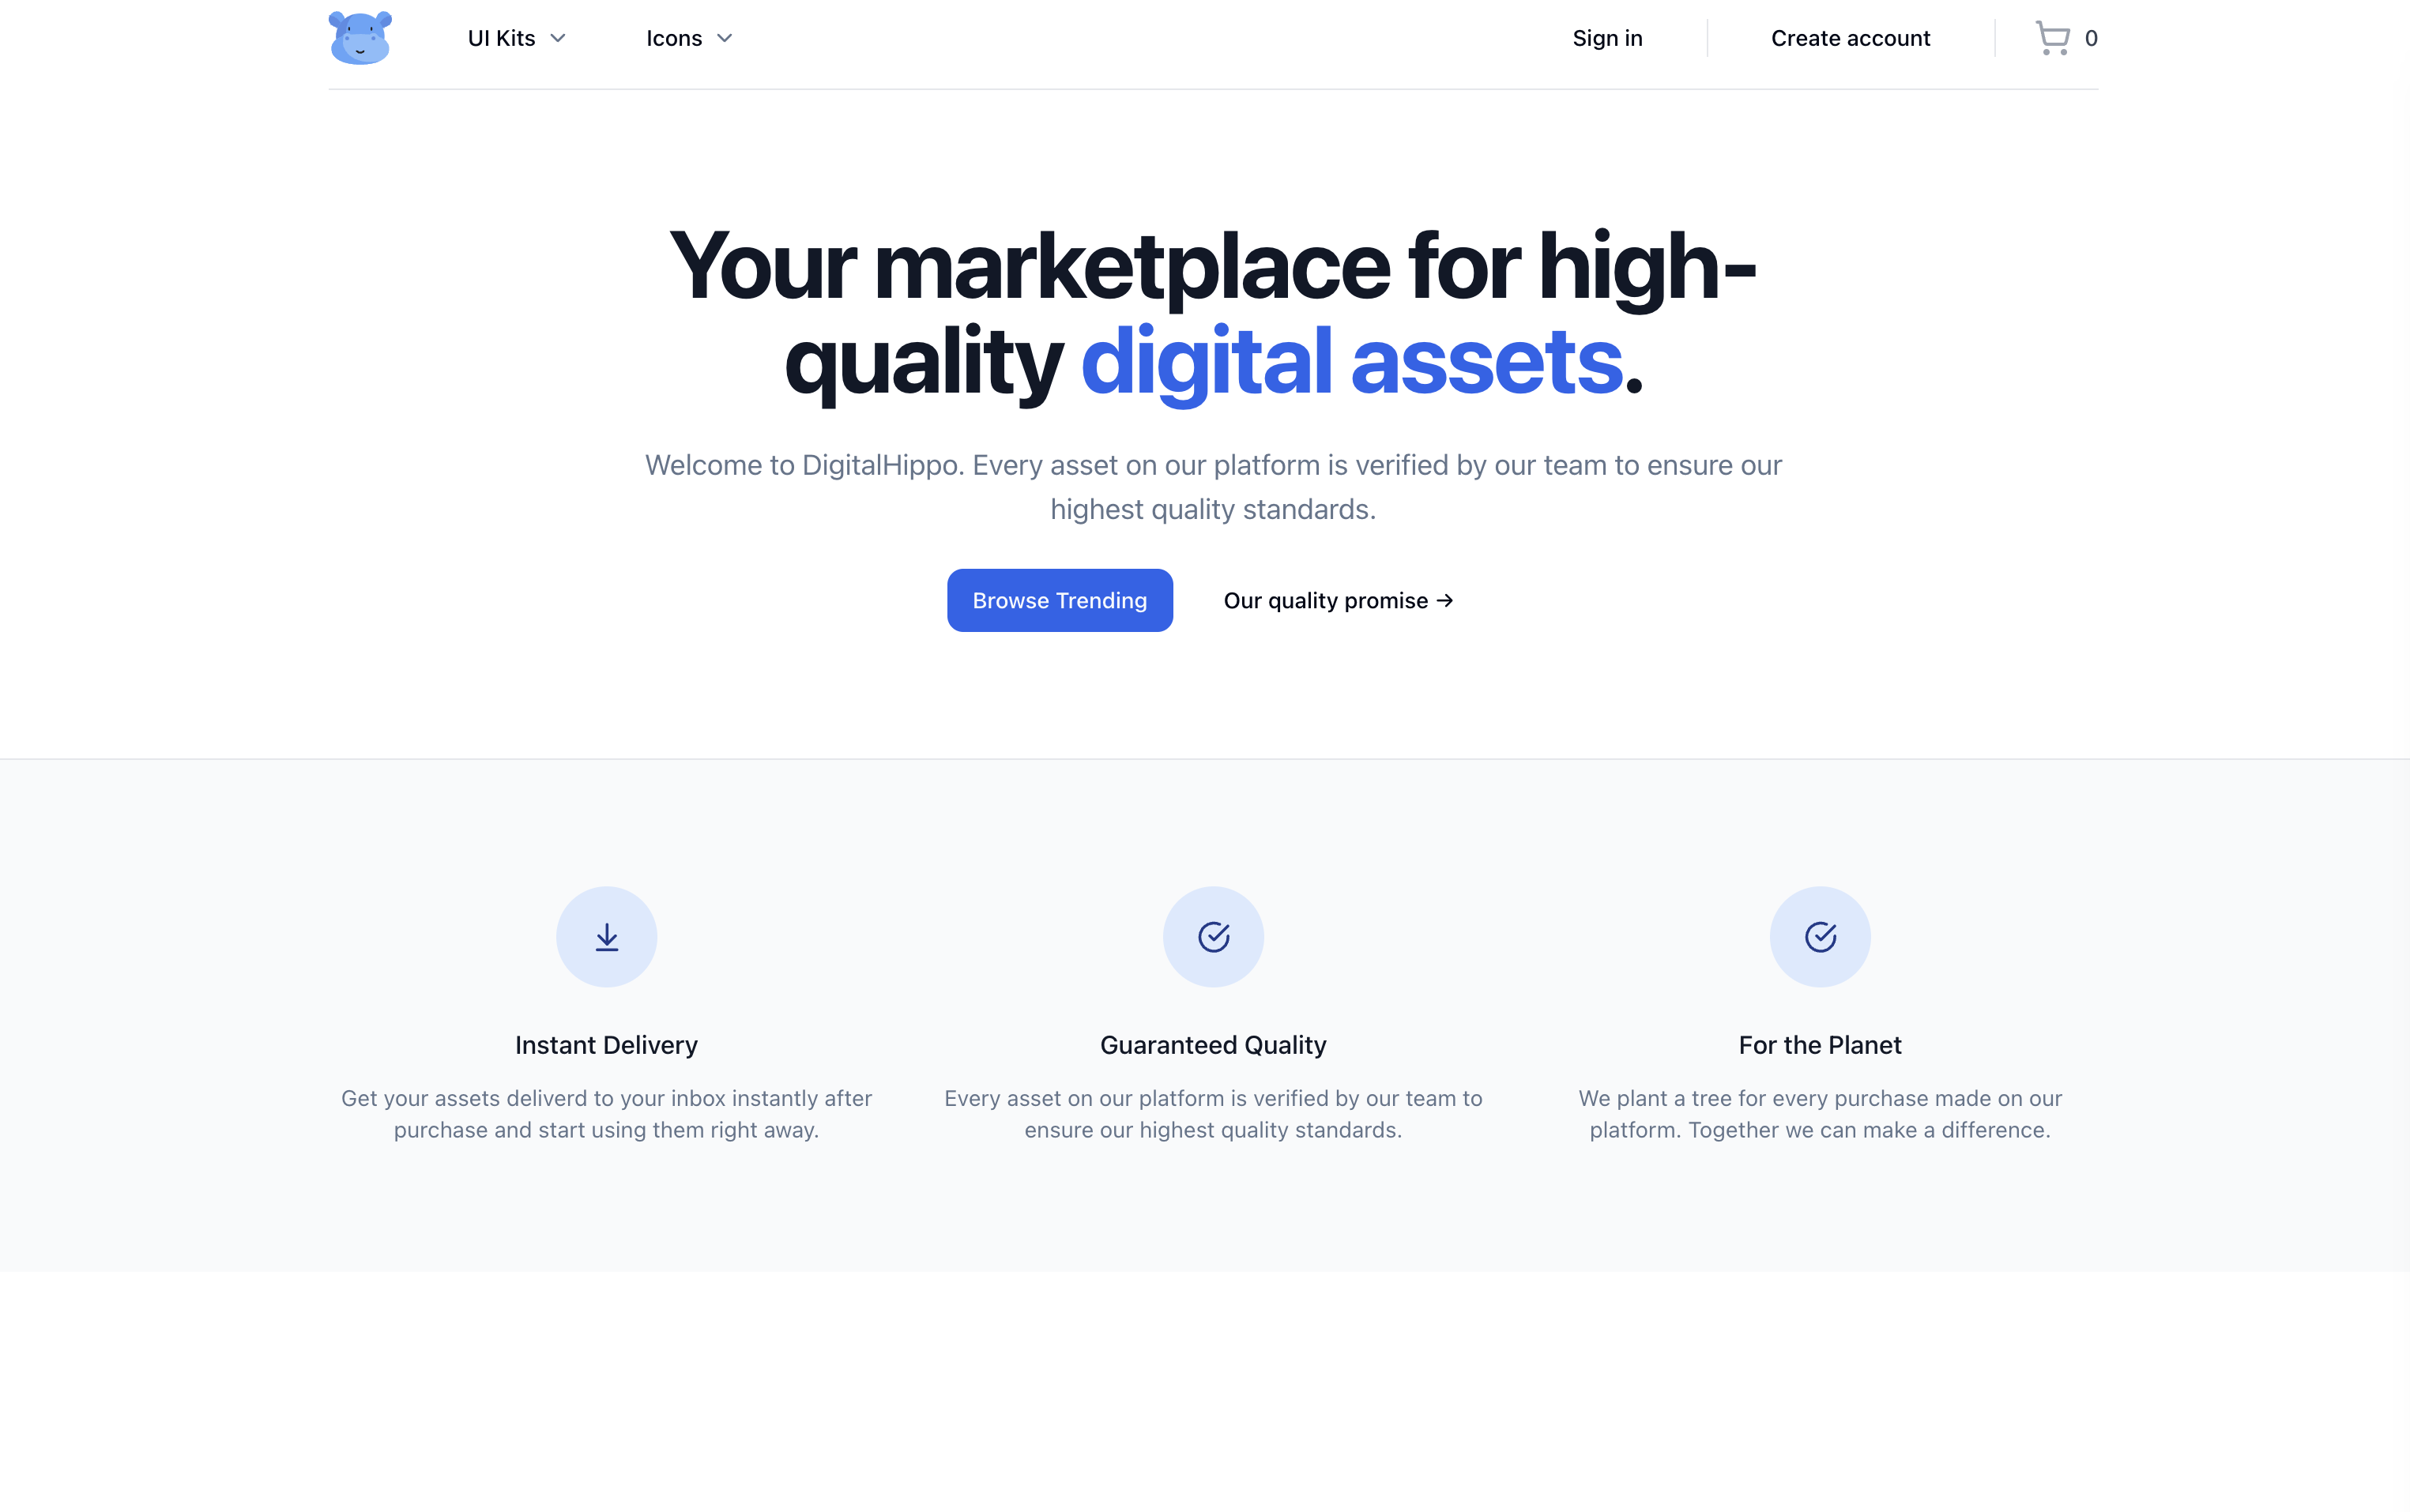 UI Kits
Icons
Sign in
Create account
0
Your marketplace for high-
quality digital assets.
Welcome to DigitalHippo. Every asset on our platform is verified by our team to ensure our
highest quality standards.
Browse Trending
Our quality promise →
Instant Delivery
Get your assets deliverd to your inbox instantly after
purchase and start using them right away.
Guaranteed Quality
Every asset on our platform is verified by our team to
ensure our highest quality standards.
For the Planet
We plant a tree for every purchase made on our
platform. Together we can make a difference.